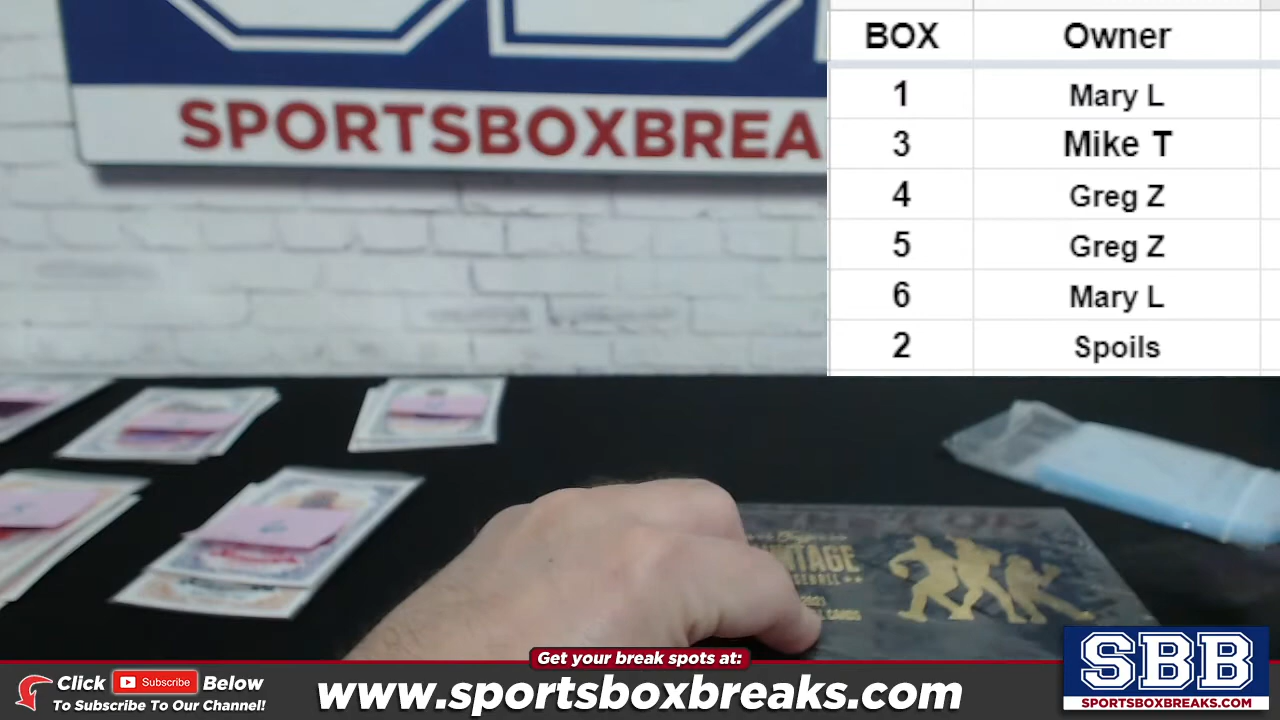 SPORTSBOXBREA
BOX Owner
1 Mary L
3 Mike T
4 Greg Z
5 Greg Z
6 Mary L
2 Spoils
Get your break spots at:
Click Subscribe Below
To Subscribe To Our Channel!
www.sportsboxbreaks.com
SBB
SPORTSBOXBREAKS.COM